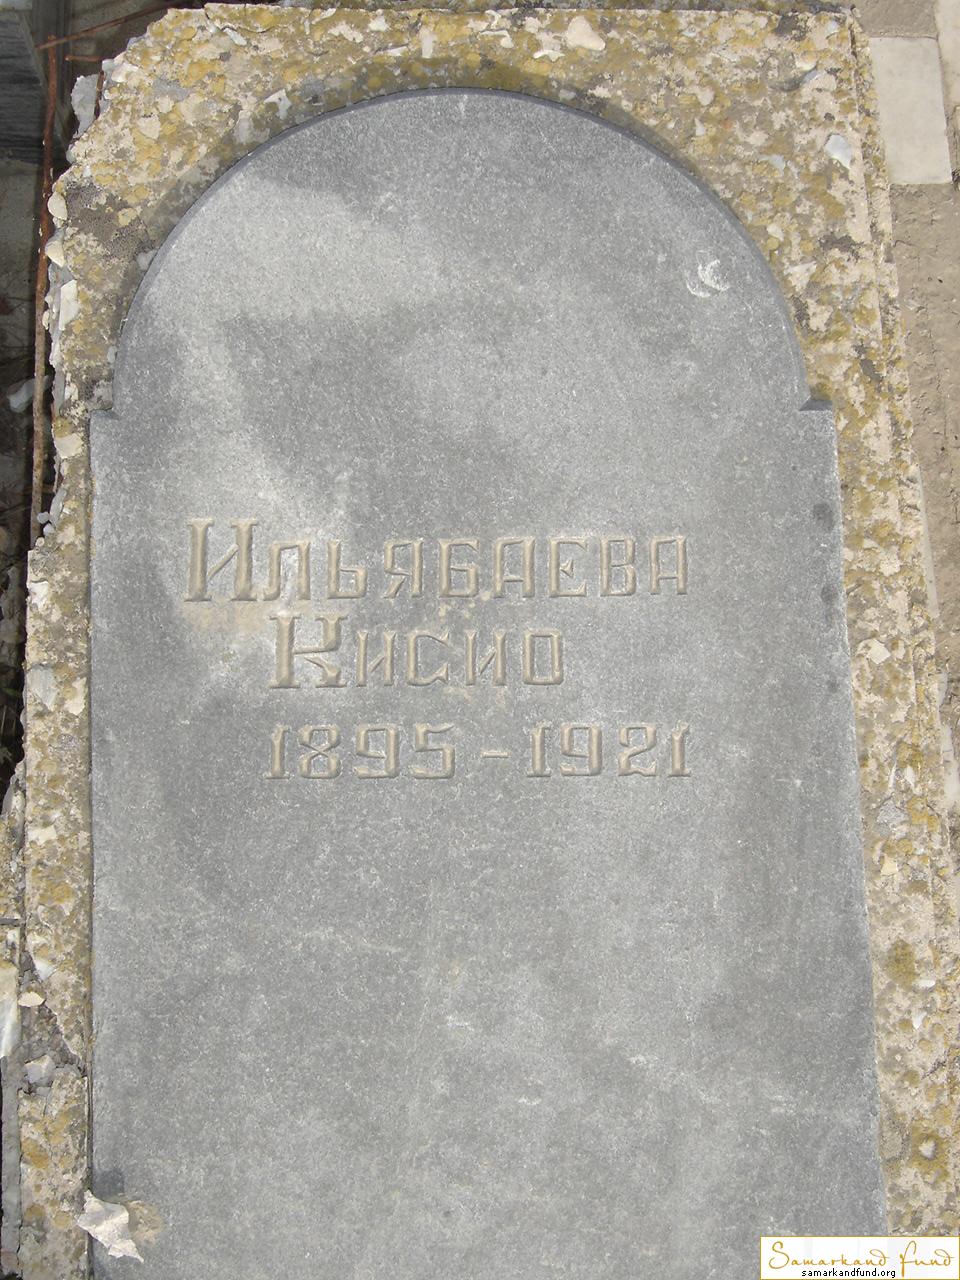 Ильябаева
Кисио
1895-1921
Samarkand fund
samarkandfund.org